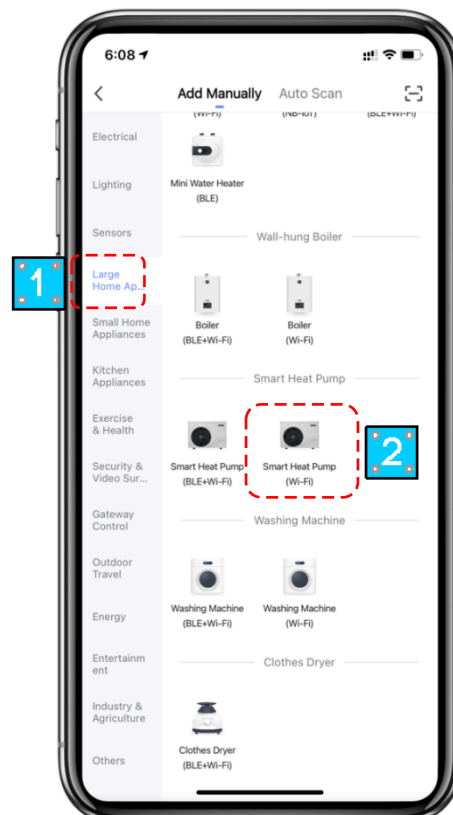 6:08
Add Manually Auto Scan
(Wi-Fi) (NB-IoT) (BLE+Wi-Fi)
Electrical
Lighting
Mini Water Heater
(BLE)
Sensors
Wall-hung Boiler
1
Large
Home Ap...
Small Home
Appliances
Boiler
(BLE+Wi-Fi)
Boiler
(Wi-Fi)
Kitchen
Appliances
Smart Heat Pump
Exercise
& Health
Security &
Video Sur...
Smart Heat Pump
(BLE+Wi-Fi)
Smart Heat Pump
(Wi-Fi)
2
Gateway
Control
Washing Machine
Outdoor
Travel
Energy
Washing Machine
(BLE+Wi-Fi)
Washing Machine
(Wi-Fi)
Entertainm
ent
Clothes Dryer
Industry &
Agriculture
Others
Clothes Dryer
(BLE+Wi-Fi)